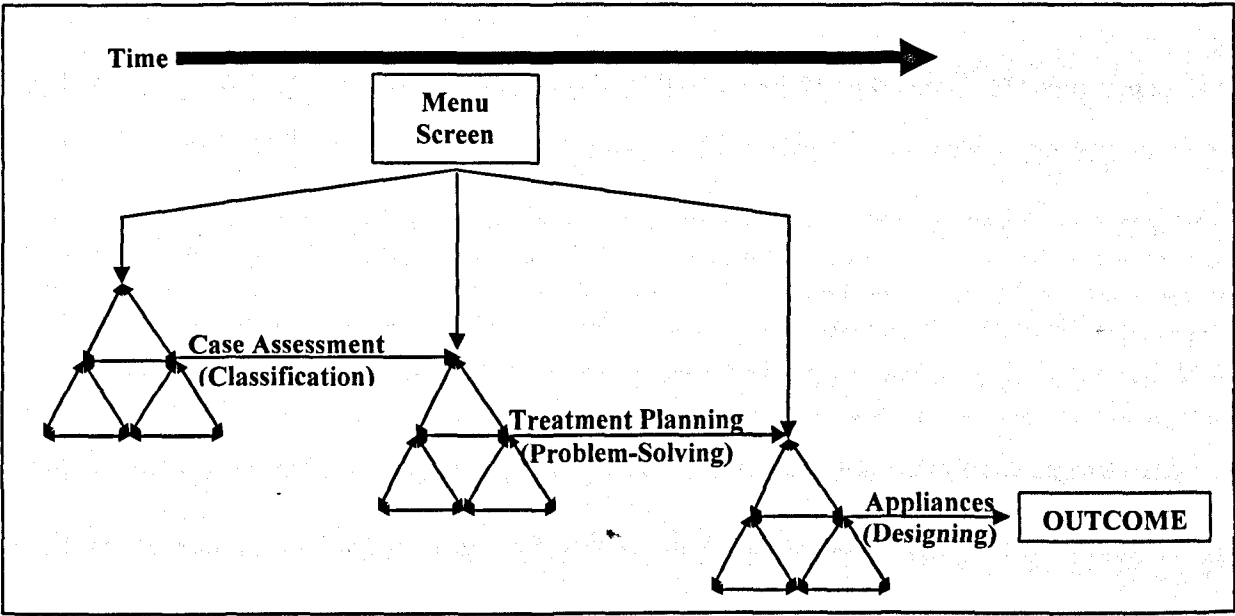 Time
Menu
Screen
Case Assessment
(Classification)
Treatment Planning
(Problem-Solving)
Appliances
(Designing)
OUTCOME